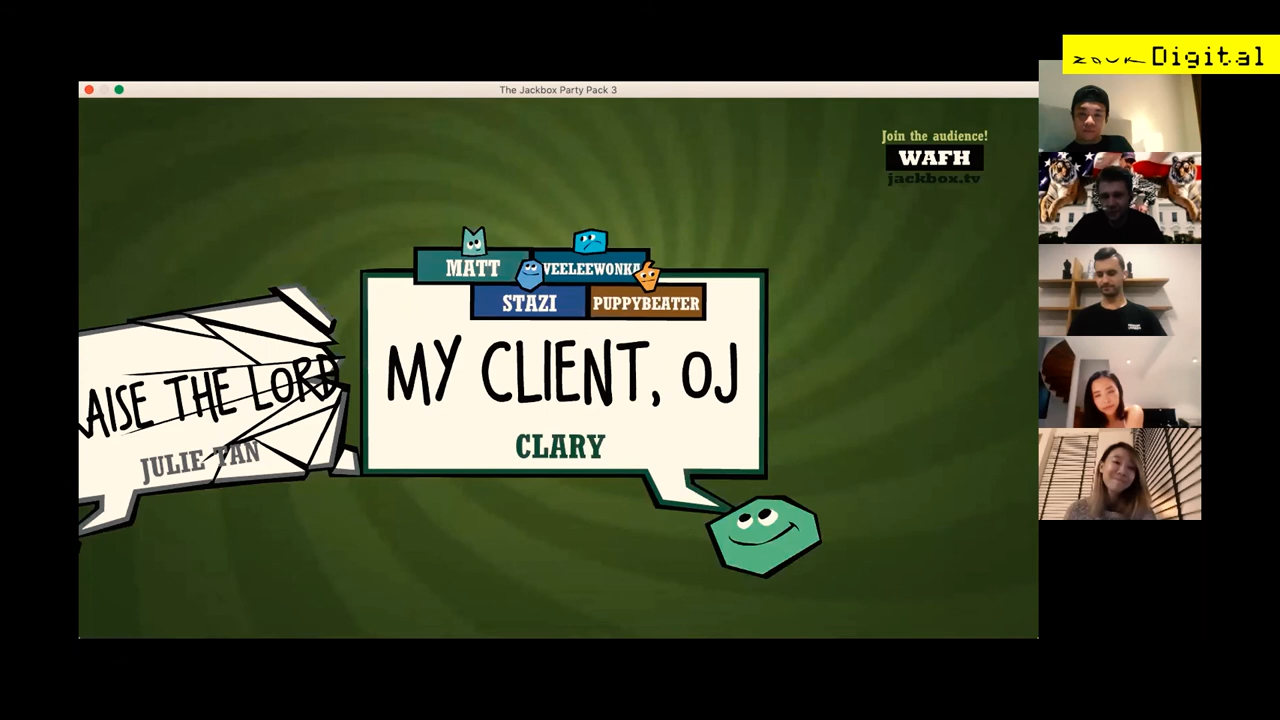 zouk Digital
The Jackbox Party Pack 3
Join the audience!
WAFH
jackbox.tv
MATT
VEELEEWONKA
STAZI
PUPPYBEATER
AISE THE LORD
JULIE TAN
MY CLIENT, OJ
CLARY